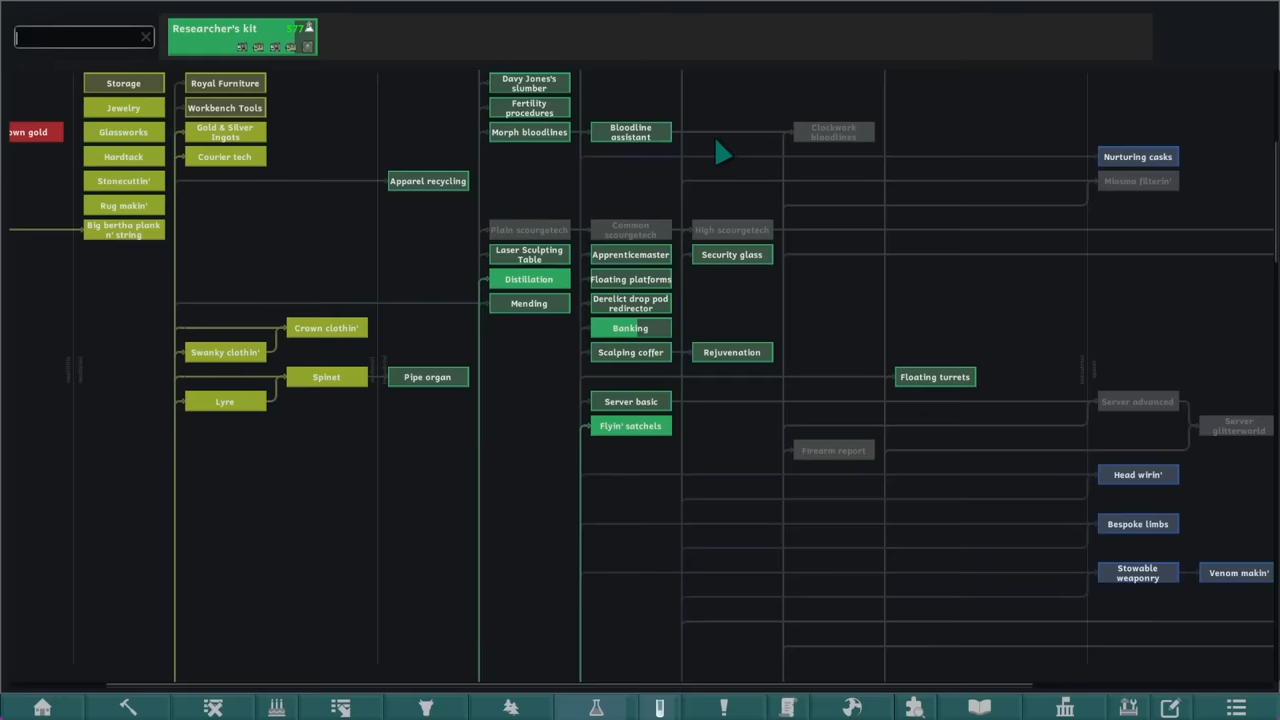 Researcher's kit
577
Storage
Royal Furniture
Davy Jones's
slumber
Jewelry
Workbench Tools
Fertility
procedures
own gold
Glassworks
Gold & Silver
Ingots
Morph bloodlines
Bloodline
assistant
Clockwork
bloodlines
Hardtack
Courier tech
Nurturing casks
Stonecuttin'
Apparel recycling
Miasma filterin'
Rug makin'
Big bertha plank
n' string
Plain scourgetech
Common
scourgetech
High scourgetech
Laser Sculpting
Table
Apprenticemaster
Security glass
Distillation
Floating platforms
Mending
Derelict drop pod
redirector
Crown clothin'
Banking
Swanky clothin'
Scalping coffer
Rejuvenation
Spinet
Pipe organ
Floating turrets
Lyre
Server basic
Server advanced
Flyin' satchels
Server
glitterworld
Firearm report
Head wirin'
Bespoke limbs
Stowable
weaponry
Venom makin'